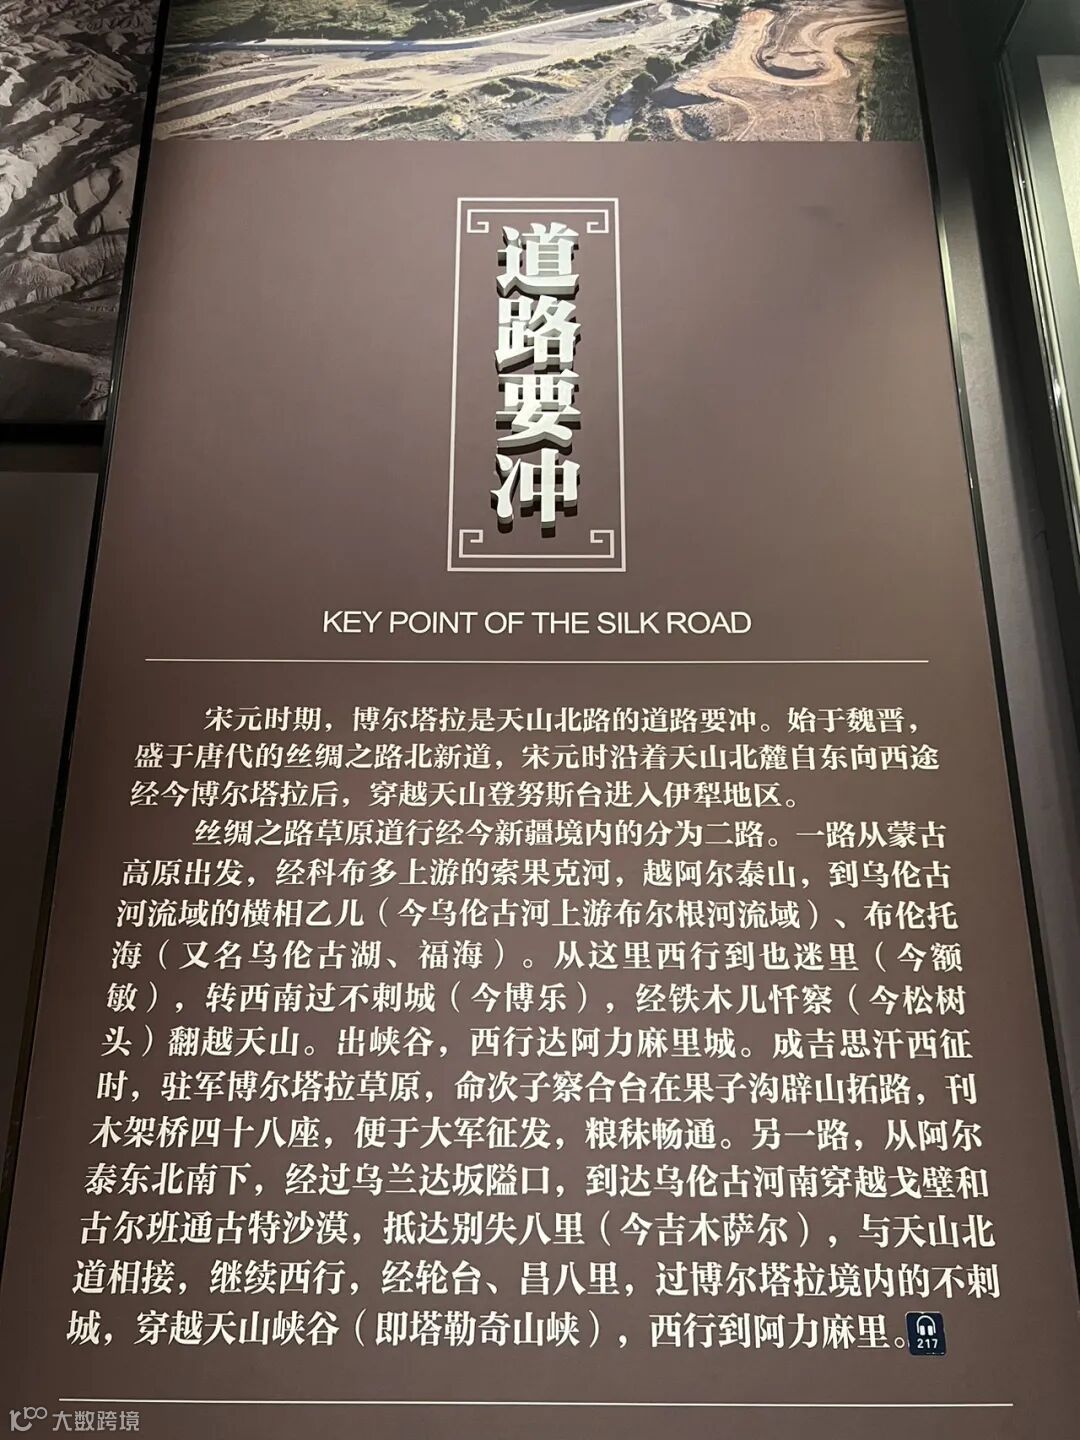 道路要冲
KEY POINT OF THE SILK ROAD
宋元时期，博尔塔拉是天山北路的道路要冲。始于魏晋，
盛于唐代的丝绸之路北新道，宋元时沿着天山北麓自东向西途
经今博尔塔拉后，穿越天山登努斯台进入伊犁地区。
丝绸之路草原道行经今新疆境内的分为二路。一路从蒙古
高原出发，经科布多上游的索果克河，越阿尔泰山，到乌伦古
河流域的横相乙儿（今乌伦古河上游布尔根河流域）、布伦托
海（又名乌伦古湖、福海）。从这里西行到也迷里（今额
敏），转西南过不刺城（今博乐），经铁木儿忏察（今松树
头）翻越天山。出峡谷，西行达阿力麻里城。成吉思汗西征
时，驻军博尔塔拉草原，命次子察合台在果子沟辟山拓路，刊
木架桥四十八座，便于大军征发，粮秣畅通。另一路，从阿尔
泰东北南下，经过乌兰达坂隘口，到达乌伦古河南穿越戈壁和
古尔班通古特沙漠，抵达别失八里（今吉木萨尔），与天山北
道相接，继续西行，经轮台、昌八里，过博尔塔拉境内的不刺
城，穿越天山峡谷（即塔勒奇山峡），西行到阿力麻里。
217
大数跨境